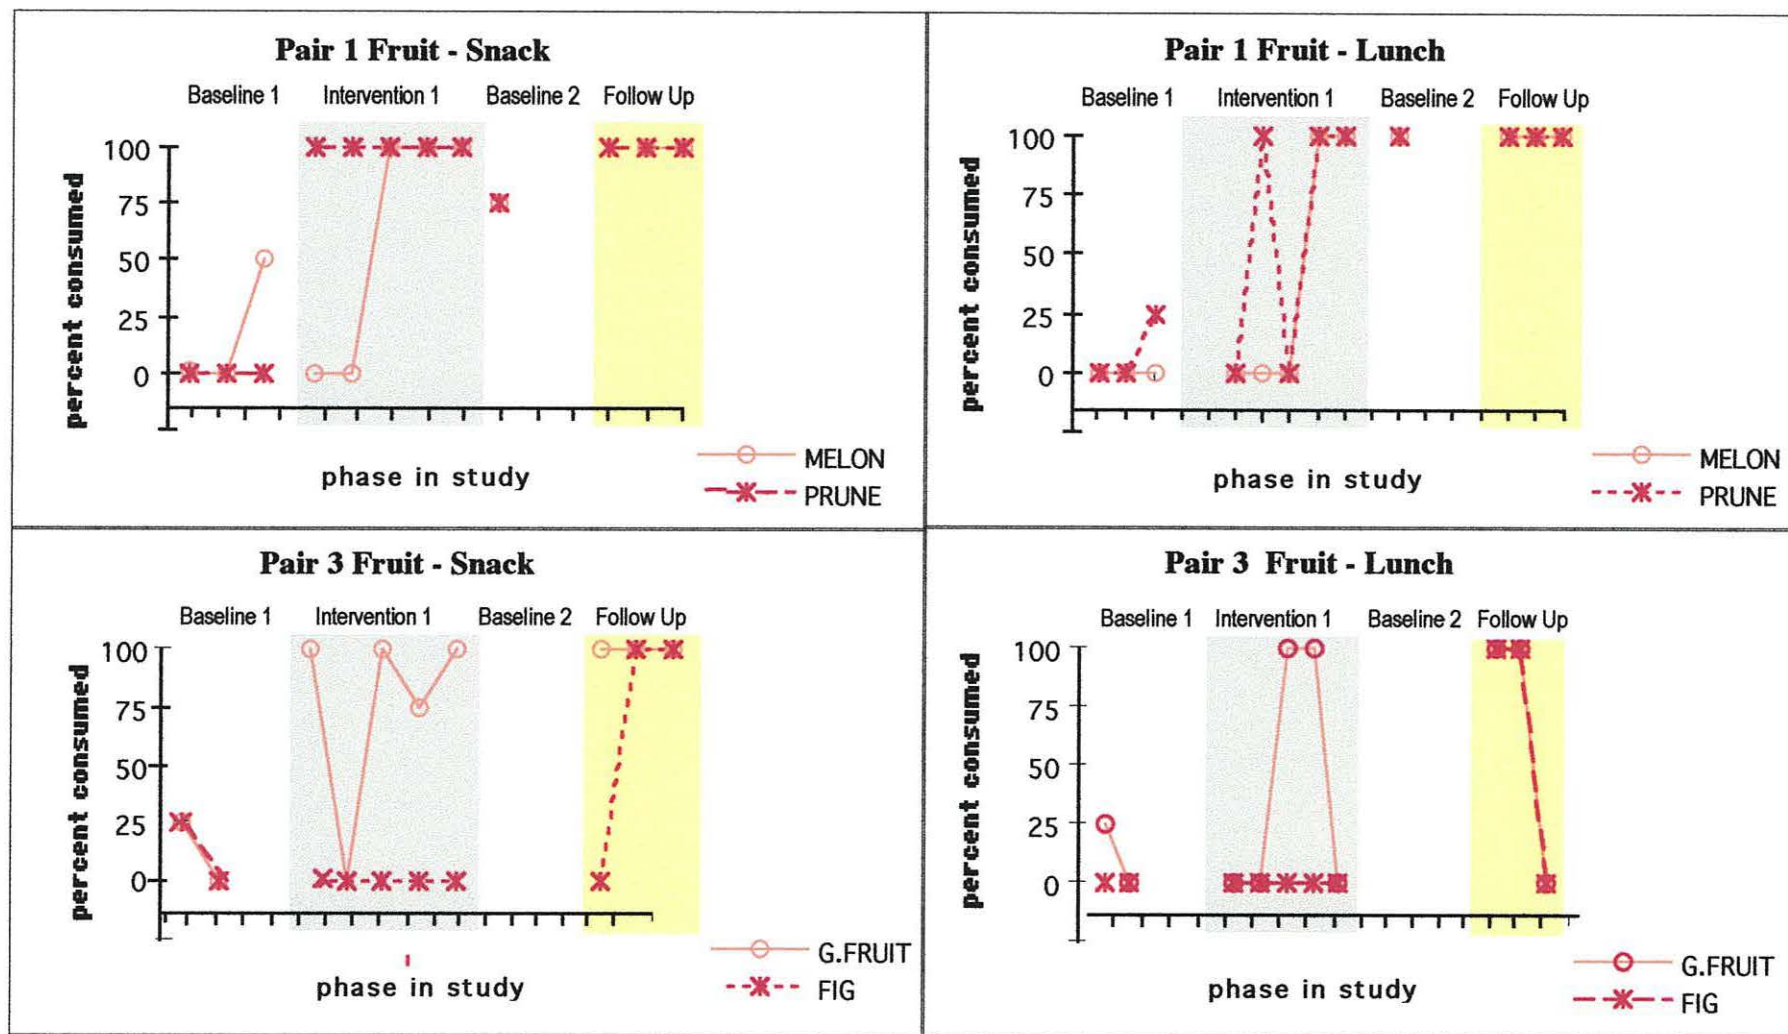 Pair 1 Fruit - Snack
Baseline 1 Intervention 1 Baseline 2 Follow Up
100
75
50
25
0
percent consumed
phase in study
MELON
PRUNE
Pair 1 Fruit - Lunch
Baseline 1 Intervention 1 Baseline 2 Follow Up
100
75
50
25
0
percent consumed
phase in study
MELON
PRUNE
Pair 3 Fruit - Snack
Baseline 1 Intervention 1 Baseline 2 Follow Up
100
75
50
25
0
percent consumed
phase in study
G.FRUIT
FIG
Pair 3 Fruit - Lunch
Baseline 1 Intervention 1 Baseline 2 Follow Up
100
75
50
25
0
percent consumed
phase in study
G.FRUIT
FIG